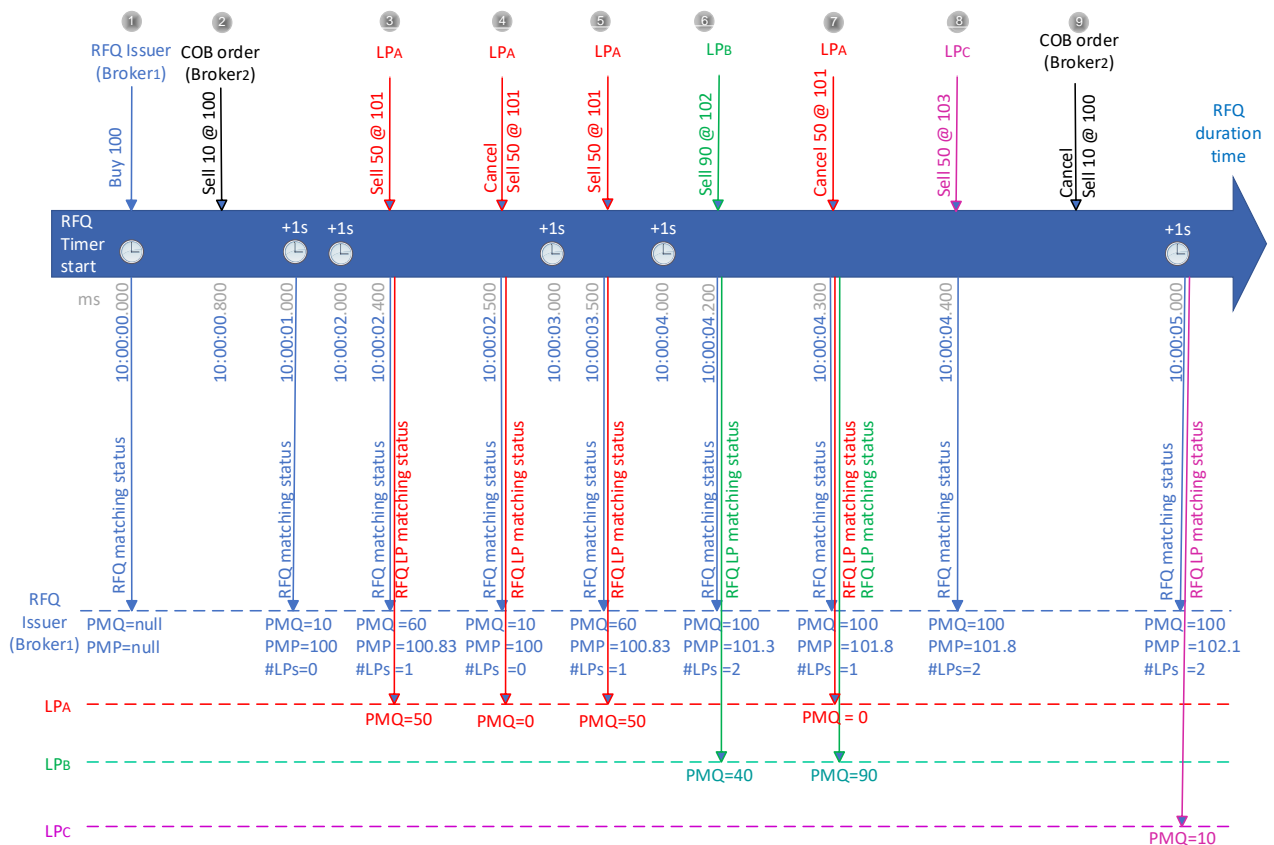 1
2
3
4
5
6
7
8
9
RFQ Issuer
(Broker1)
COB order
(Broker2)
LPA
LPA
LPA
LPB
LPA
LPC
COB order
(Broker2)
RFQ
duration
time
Buy 100
Sell 10 @ 100
Sell 50 @ 101
Cancel
Sell 50 @ 101
Sell 50 @ 101
Sell 90 @ 102
Cancel 50 @ 101
Sell 50 @ 103
Cancel
Sell 10 @ 100
RFQ
Timer
start
+1s
+1s
+1s
+1s
+1s
ms
10:00:00.000
10:00:00.800
10:00:01.000
10:00:02.000
10:00:02.400
10:00:02.500
10:00:03.000
10:00:03.500
10:00:04.000
10:00:04.200
10:00:04.300
10:00:04.400
10:00:05.000
RFQ matching status
RFQ matching status
RFQ matching status
RFQ LP matching status
RFQ matching status
RFQ LP matching status
RFQ matching status
RFQ LP matching status
RFQ matching status
RFQ LP matching status
RFQ matching status
RFQ LP matching status
RFQ LP matching status
RFQ matching status
RFQ matching status
RFQ LP matching status
RFQ
Issuer
(Broker1)
PMQ=null
PMP=null
PMQ=10
PMP=100
#LPs=0
PMQ=60
PMP=100.83
#LPs=1
PMQ=10
PMP=100
#LPs=0
PMQ=60
PMP=100.83
#LPs=1
PMQ=100
PMP=101.3
#LPs=2
PMQ=100
PMP=101.8
#LPs=1
PMQ=100
PMP=101.8
#LPs=2
PMQ=100
PMP=102.1
#LPs=2
LPA
PMQ=50
PMQ=0
PMQ=50
PMQ = 0
LPB
PMQ=40
PMQ=90
LPC
PMQ=10